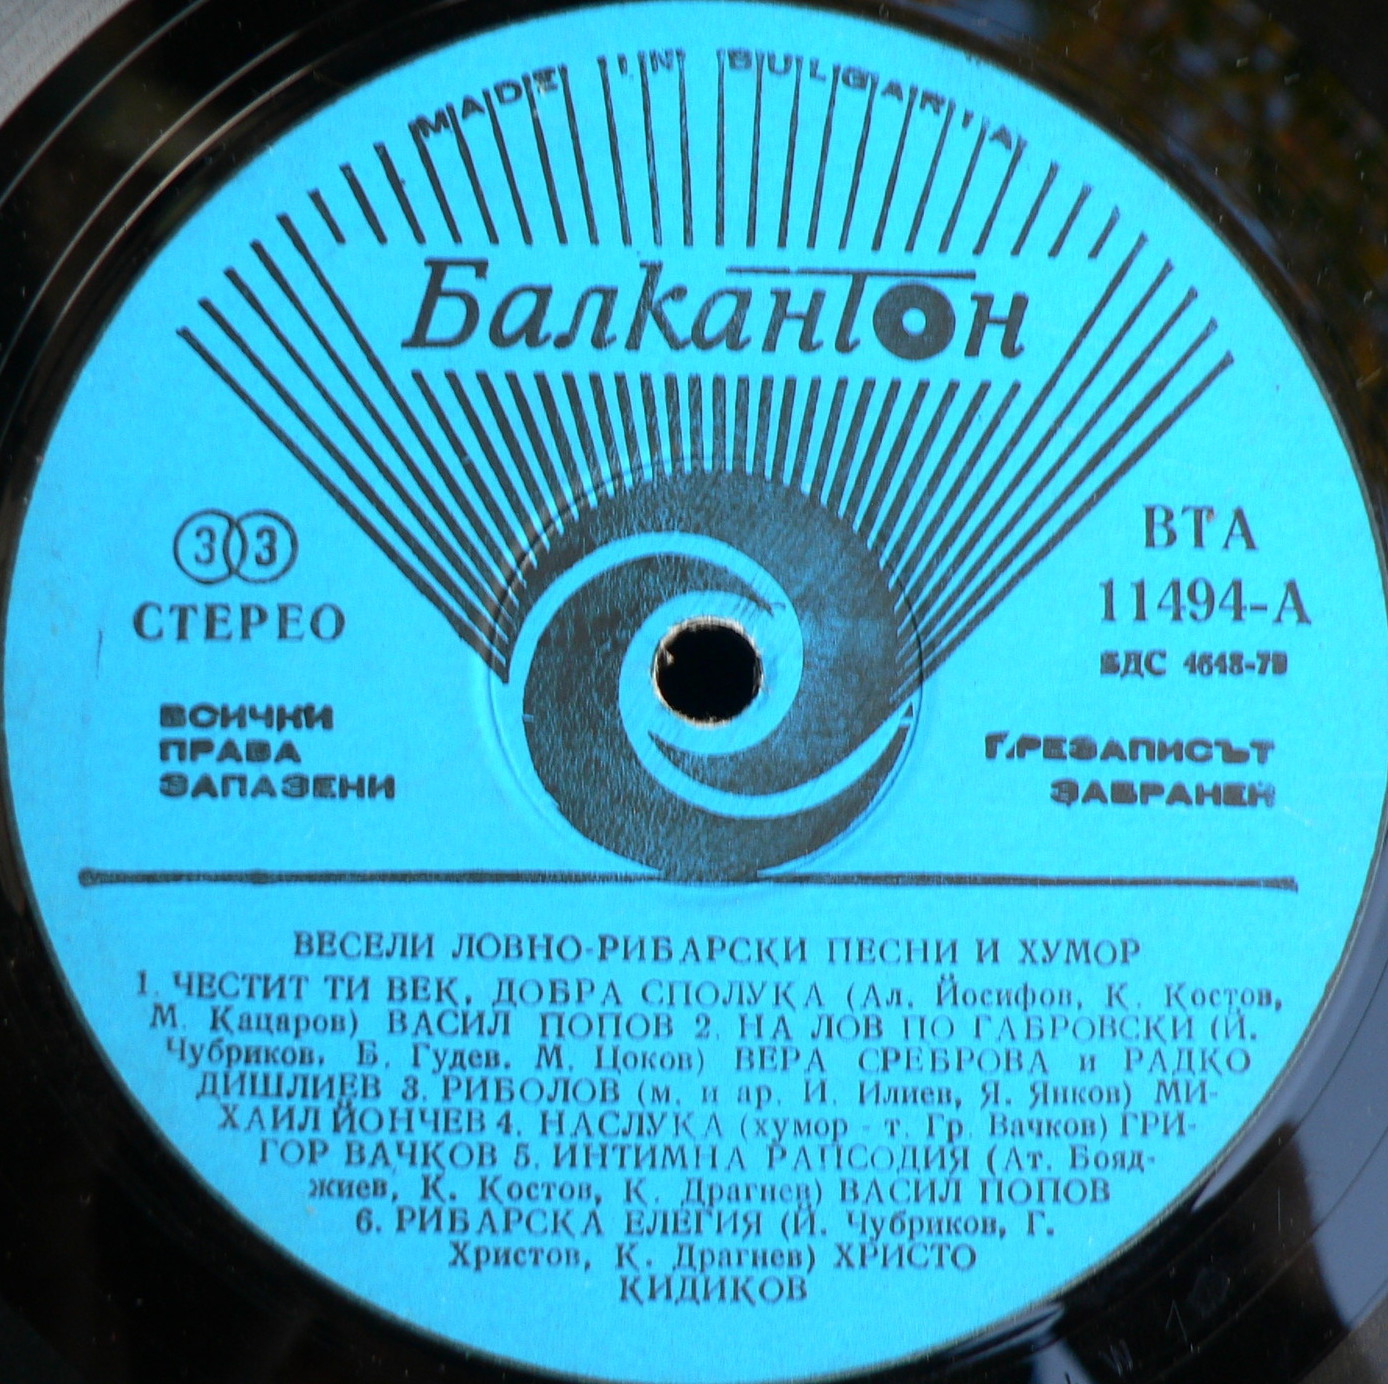 MADE IN BULGARIA
Балкантон
33
СТЕРЕО
ВТА
11494-А
БДС 4648-70
ВСИЧКИ
ПРАВА
ЗАПАЗЕНИ
ПРЕЗАПИСЪТ
ЗАБРАНЕН
ВЕСЕЛИ ЛОВНО-РИБАРСКИ ПЕСНИ И ХУМОР
1. ЧЕСТИТ ТИ ВЕК, ДОБРА СПОЛУКА (Ал. Йосифов, К. Костов,
М. Кацаров) ВАСИЛ ПОПОВ 2. НА ЛОВ ПО ГАБРОВСКИ (Й.
Чубриков, Б. Гудев. М. Цоков) ВЕРА СРЕБРОВА и РАДКО
ДИШЛИЕВ 3. РИБОЛОВ (м. и ар. И. Илиев, Я. Янков) МИ-
ХАИЛ ЙОНЧЕВ 4. НАСЛУКА (хумор - т. Гр. Вачков) ГРИ-
ГОР ВАЧКОВ 5. ИНТИМНА РАПСОДИЯ (Ат. Бояд-
жиев, К. Костов, К. Драгнев) ВАСИЛ ПОПОВ
6. РИБАРСКА ЕЛЕГИЯ (Й. Чубриков, Г.
Христов, К. Драгнев) ХРИСТО
КИДИКОВ